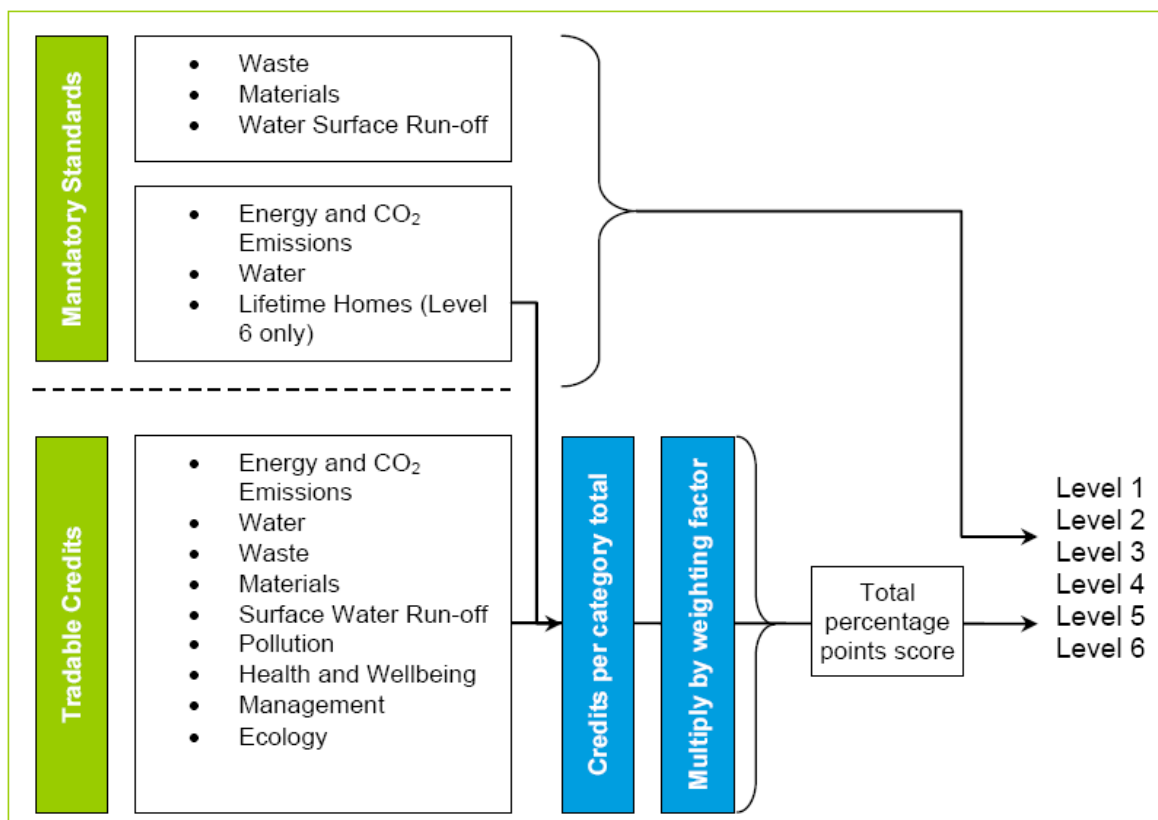 Mandatory Standards
• Waste
• Materials
• Water Surface Run-off
• Energy and CO₂
Emissions
• Water
• Lifetime Homes (Level
6 only)
Tradable Credits
• Energy and CO₂
Emissions
• Water
• Waste
• Materials
• Surface Water Run-off
• Pollution
• Health and Wellbeing
• Management
• Ecology
Credits per category total
Multiply by weighting factor
Total
percentage
points score
Level 1
Level 2
Level 3
Level 4
Level 5
Level 6